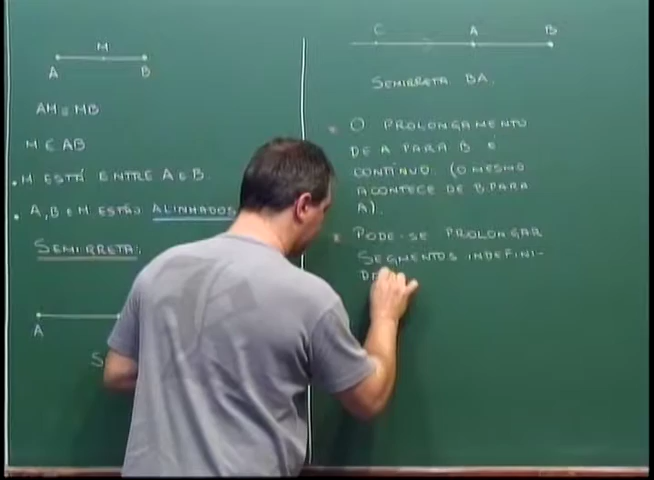 M
A B
AM ≡ MB
M ∈ AB
• M ESTÁ ENTRE A E B.
• A, B E M ESTÃO ALINHADOS
SEMIRRETA:
A
S
C A B
SEMIRRETA BA.
• O PROLONGAMENTO
DE A PARA B É
CONTÍNUO. (O MESMO
ACONTECE DE B PARA
A).
• PODE-SE PROLONGAR
SEGMENTOS INDEFINI-
D